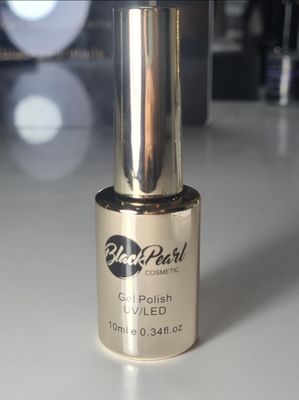 BlackPearl
COSMETIC
Gel Polish
UV/LED
10ml e 0.34fl.oz